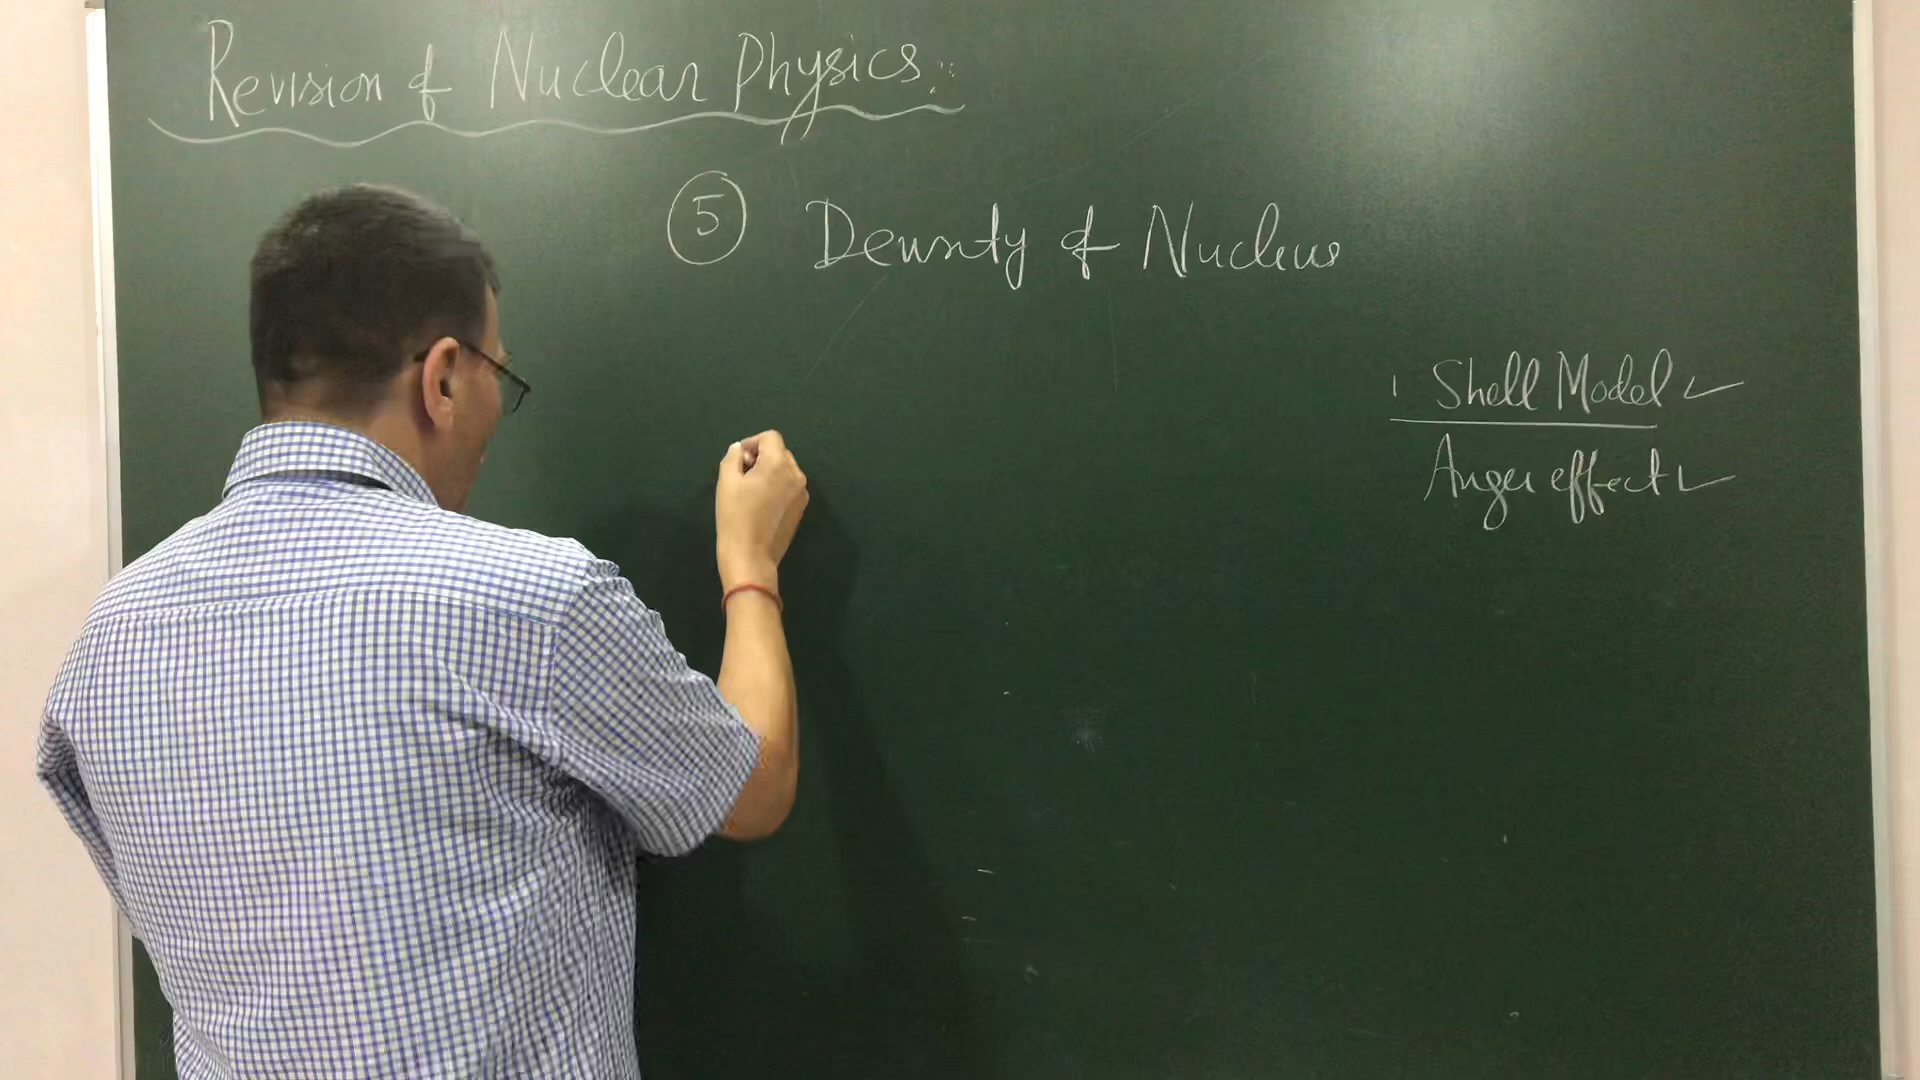 Revision of Nuclear Physics:
5 Density of Nucleus
Shell Model
Auger effect